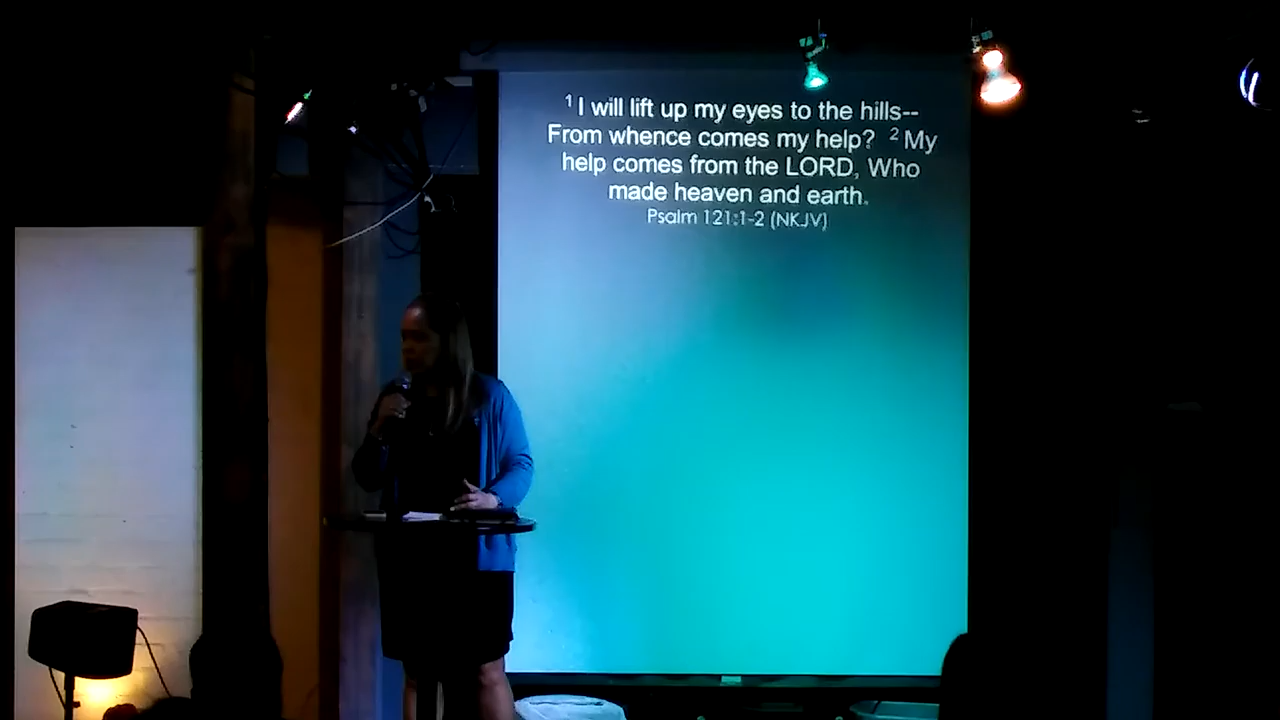 1 I will lift up my eyes to the hills--
From whence comes my help? 2 My
help comes from the LORD, Who
made heaven and earth.
Psalm 121:1-2 (NKJV)